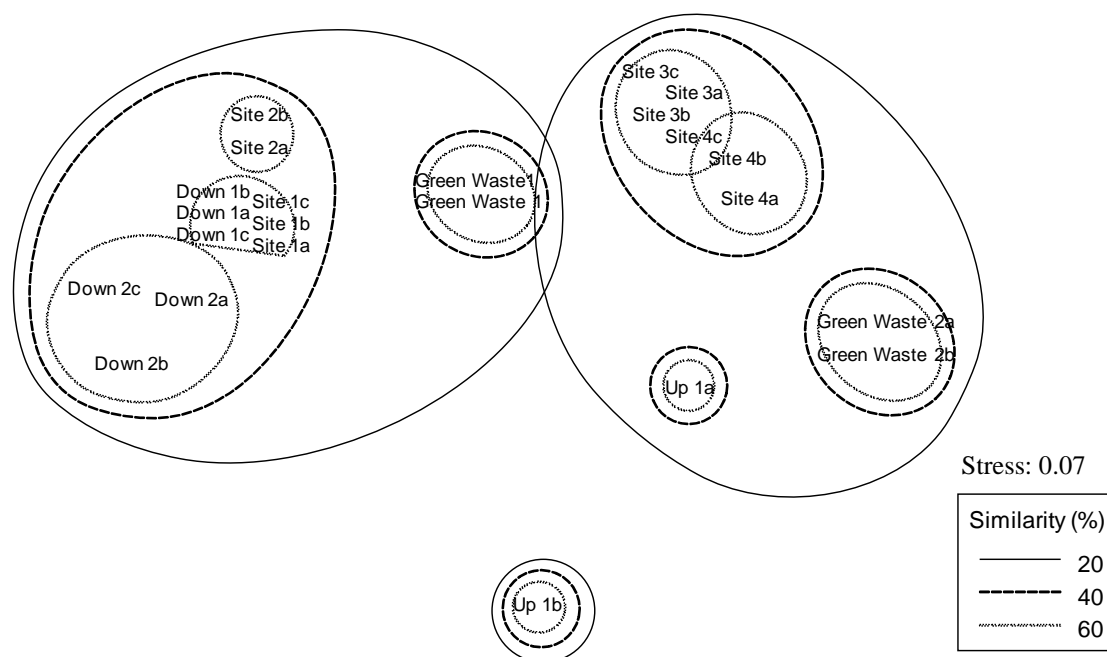 Site 2b
Site 2a
Down 1b
Down 1a
Down 1c
Site 1c
Site 1b
Site 1a
Down 2c
Down 2a
Down 2b
Green Waste1
Green Waste 1
Site 3c
Site 3a
Site 3b
Site 4c
Site 4b
Site 4a
Green Waste 2a
Green Waste 2b
Up 1a
Up 1b
Stress: 0.07
Similarity (%)
20
40
60